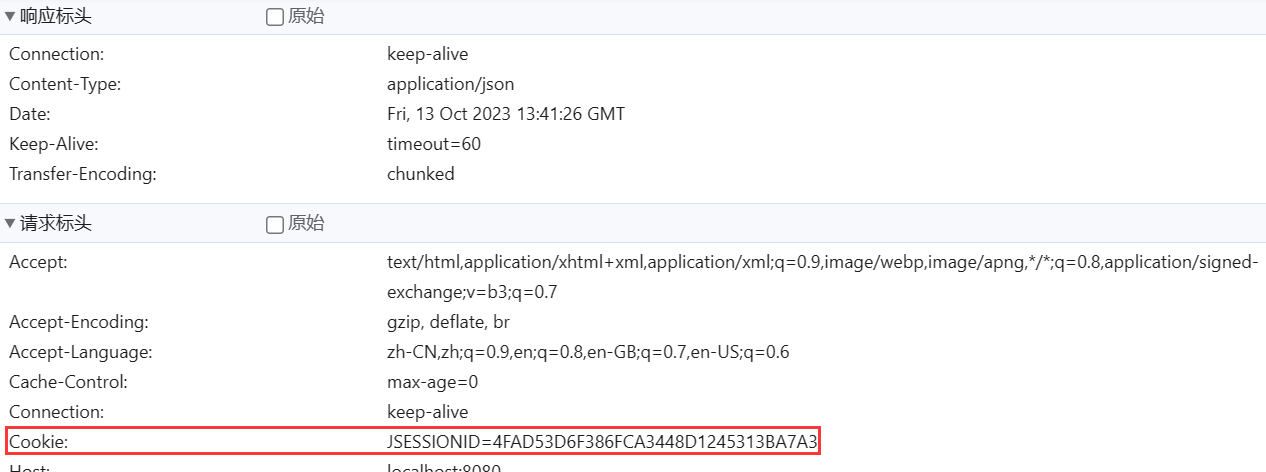 响应标头 原始
Connection: keep-alive
Content-Type: application/json
Date: Fri, 13 Oct 2023 13:41:26 GMT
Keep-Alive: timeout=60
Transfer-Encoding: chunked
请求标头 原始
Accept: text/html,application/xhtml+xml,application/xml;q=0.9,image/webp,image/apng,*/*;q=0.8,application/signed-
exchange;v=b3;q=0.7
Accept-Encoding: gzip, deflate, br
Accept-Language: zh-CN,zh;q=0.9,en;q=0.8,en-GB;q=0.7,en-US;q=0.6
Cache-Control: max-age=0
Connection: keep-alive
Cookie: JSESSIONID=4FAD53D6F386FCA3448D1245313BA7A3
Host: localhost:8080